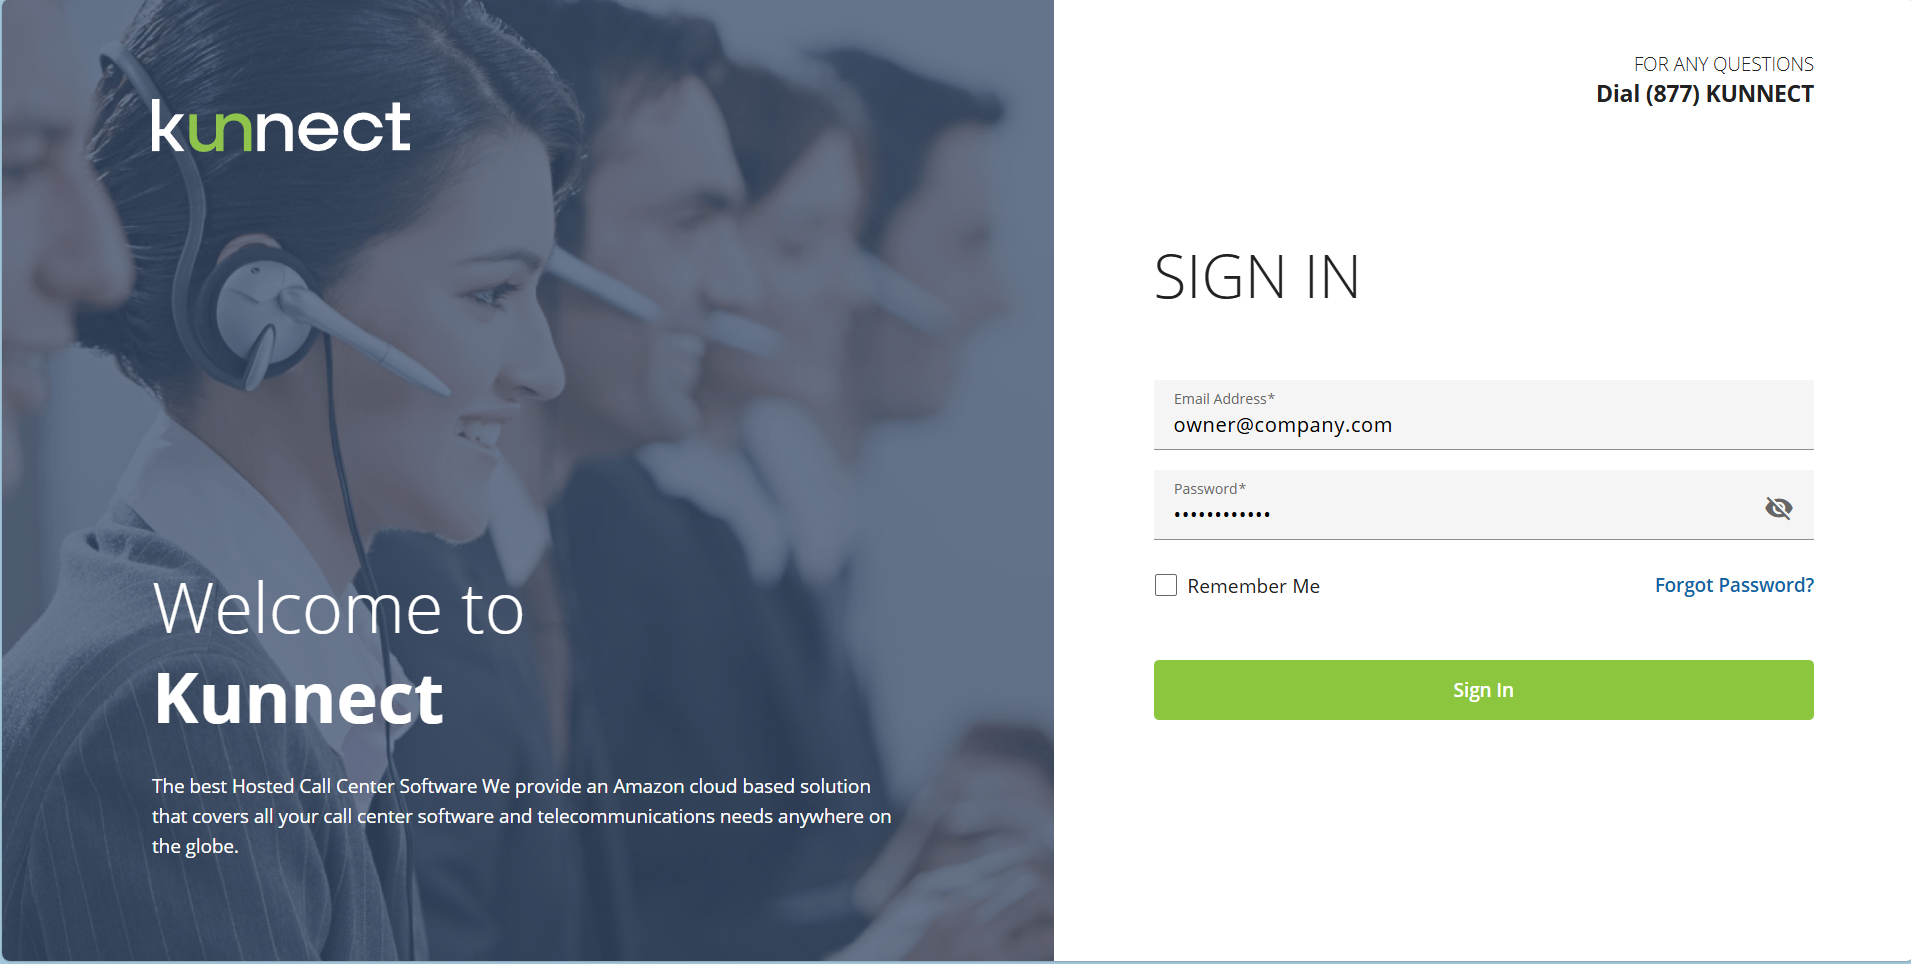 kunnect
Welcome to
Kunnect
The best Hosted Call Center Software We provide an Amazon cloud based solution
that covers all your call center software and telecommunications needs anywhere on
the globe.
FOR ANY QUESTIONS
Dial (877) KUNNECT
SIGN IN
Email Address*
owner@company.com
Password*
••••••••••••
Remember Me
Forgot Password?
Sign In